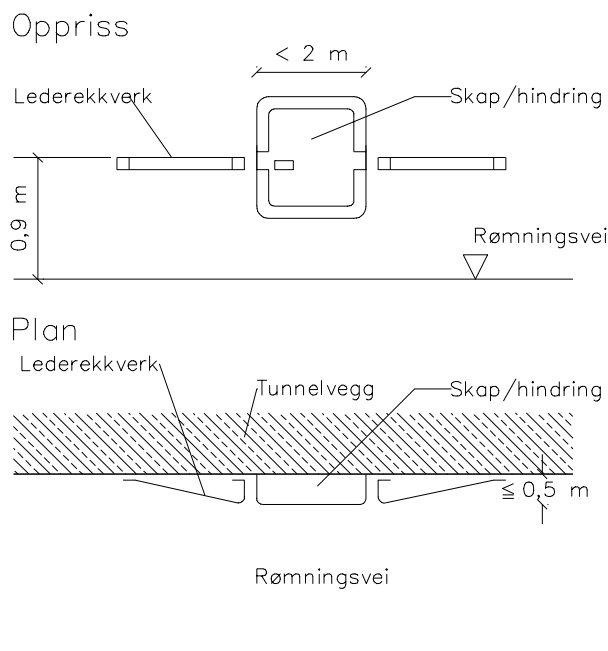 Oppriss
< 2 m
Lederekkverk
Skap/hindring
0,9 m
Rømningsvei
Plan
Lederekkverk
Tunnelvegg
Skap/hindring
≦ 0,5 m
Rømningsvei